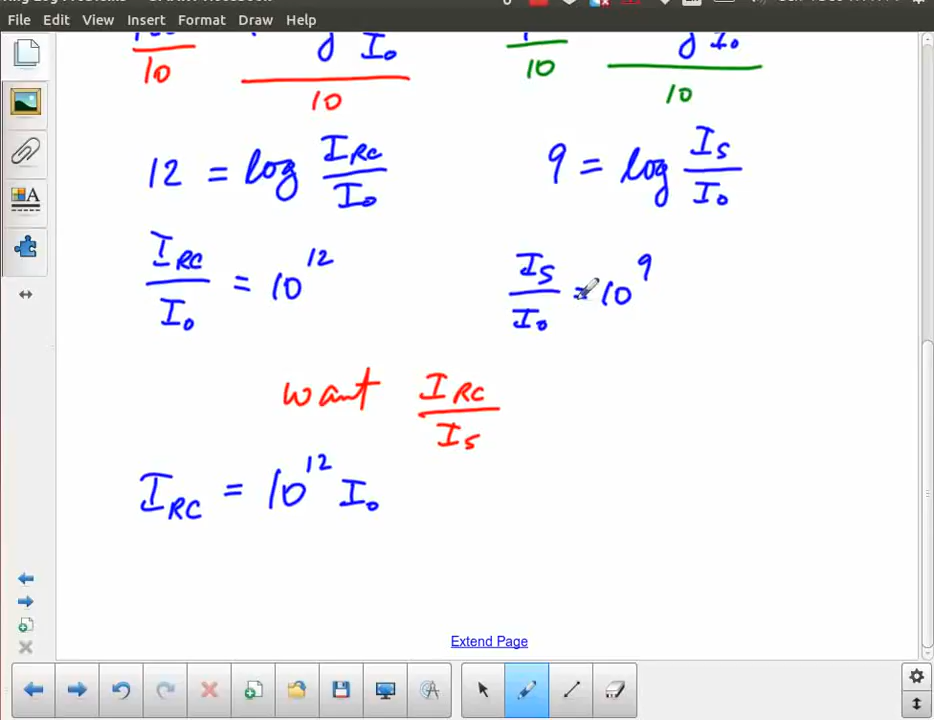 File Edit View Insert Format Draw Help
10 10
10 10
12 = log I_RC/I_0 9 = log I_S/I_0
I_RC/I_0 = 10^12 I_S/I_0 = 10^9
want I_RC/I_S
I_RC = 10^12 I_0
Extend Page